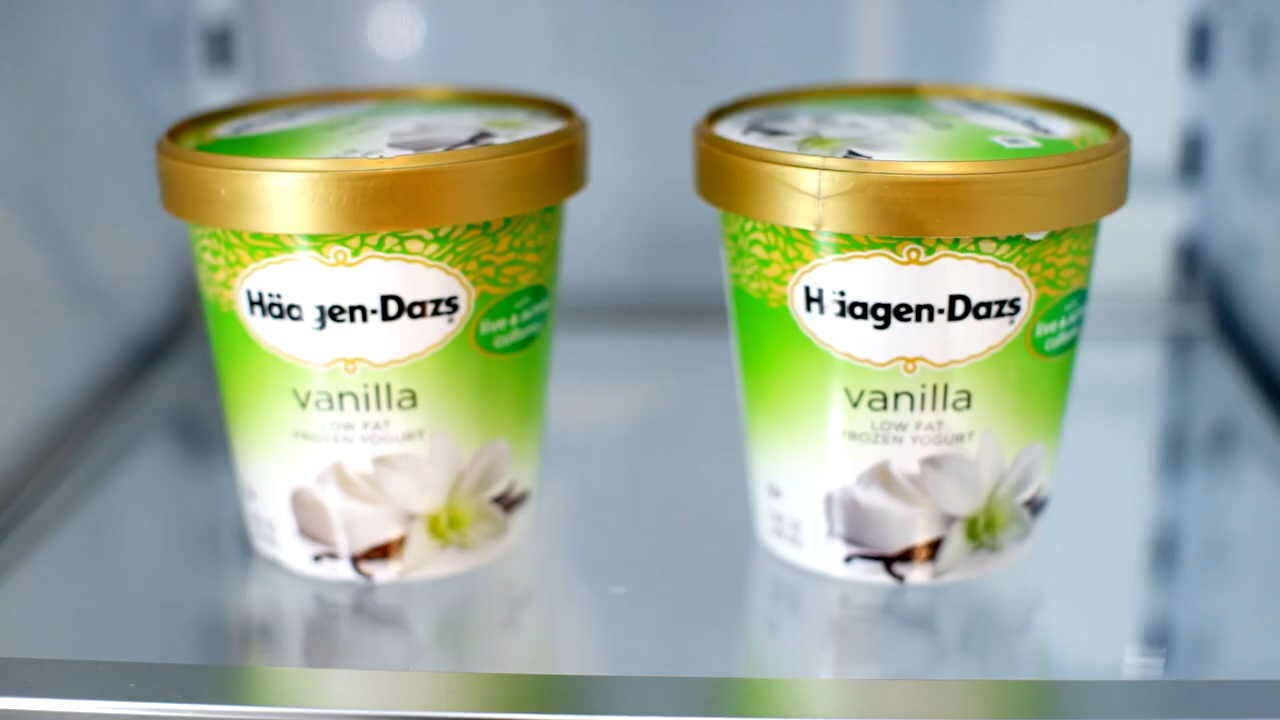 Häagen-Dazs
vanilla
LOW FAT
FROZEN YOGURT
Häagen-Dazs
vanilla
LOW FAT
FROZEN YOGURT